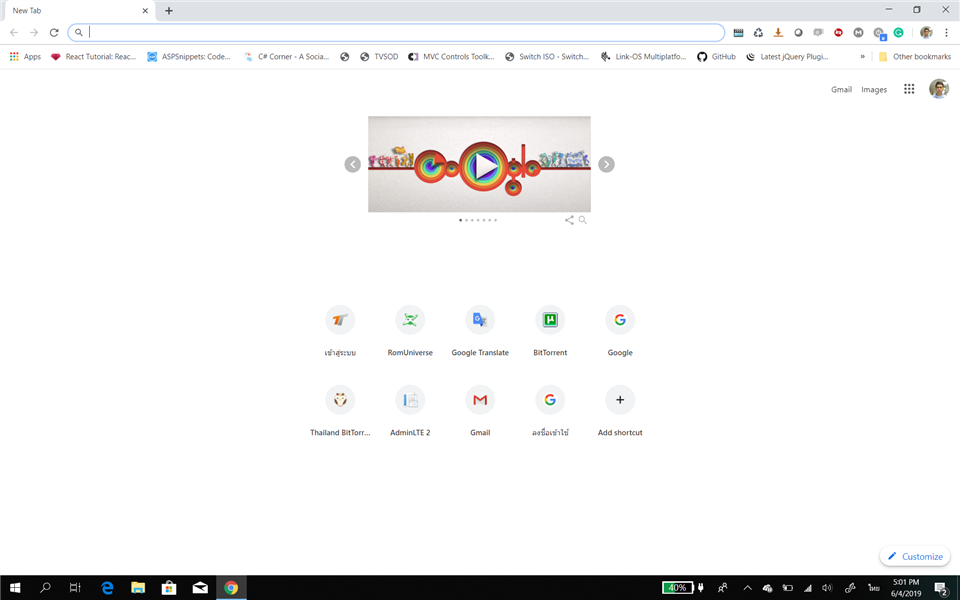 New Tab
Apps
React Tutorial: Reac...
ASPSnippets: Code...
C# Corner - A Socia...
TVSOD
MVC Controls Toolk...
Switch ISO - Switch...
Link-OS Multiplatfo...
GitHub
Latest jQuery Plugi...
»
Other bookmarks
Gmail
Images
เข้าสู่ระบบ
RomUniverse
Google Translate
BitTorrent
Google
Thailand BitTorr...
AdminLTE 2
Gmail
ลงชื่อเข้าใช้
Add shortcut
Customize
40%
ไทย
5:01 PM
6/4/2019
2